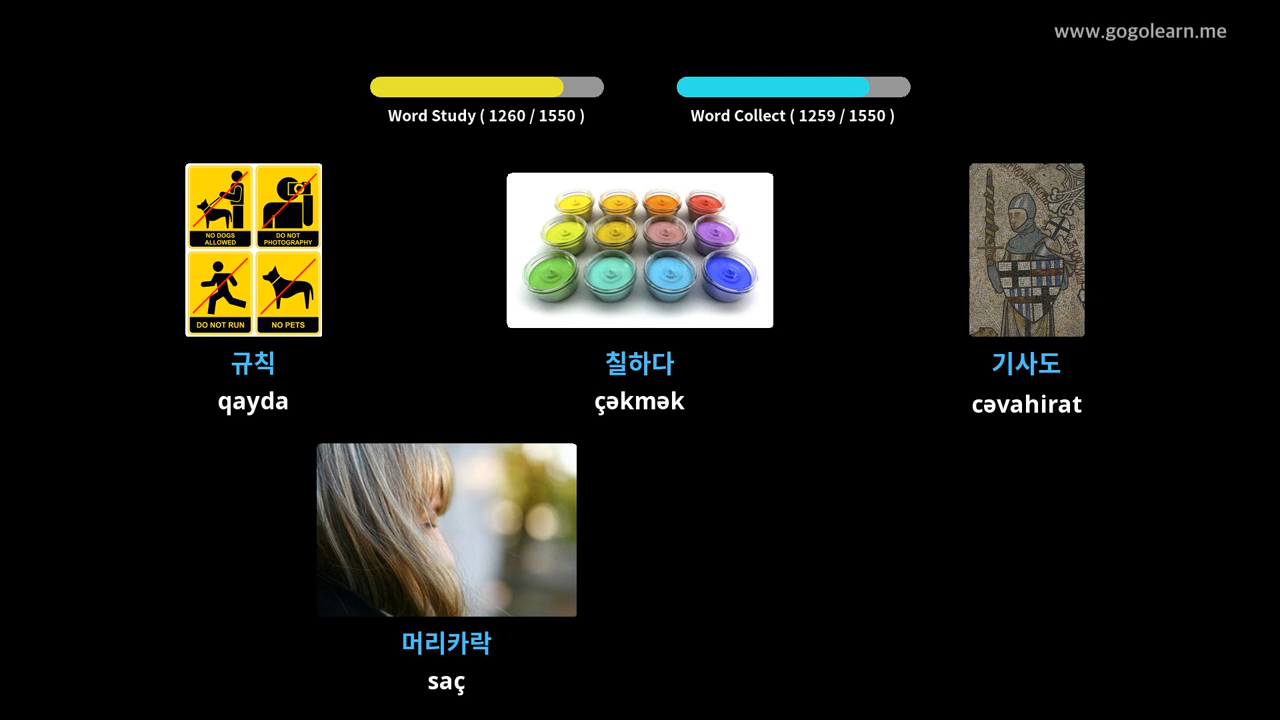 www.gogolearn.me
Word Study ( 1260 / 1550 )
Word Collect ( 1259 / 1550 )
NO DOGS
ALLOWED
DO NOT
PHOTOGRAPHY
DO NOT RUN
NO PETS
규칙
qayda
칠하다
çəkmək
기사도
cəvahirat
머리카락
saç